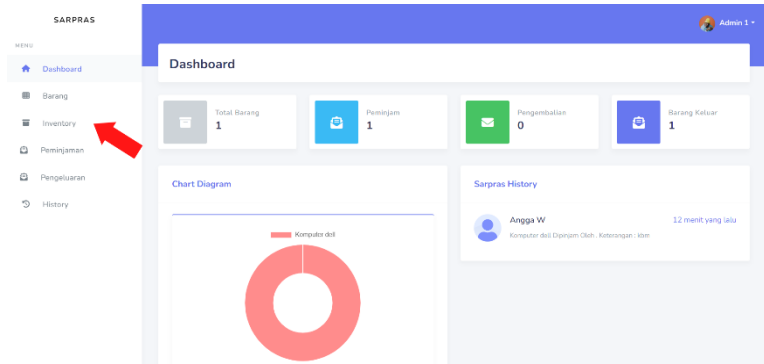 SARPRAS
Admin 1
MENU
Dashboard
Dashboard
Barang
Inventory
Peminjaman
Pengeluaran
History
Total Barang
1
Peminjam
1
Pengembalian
0
Barang Keluar
1
Chart Diagram
Komputer dell
Sarpras History
Angga W
12 menit yang lalu
Komputer dell Dipinjam Oleh . Keterangan : kbm